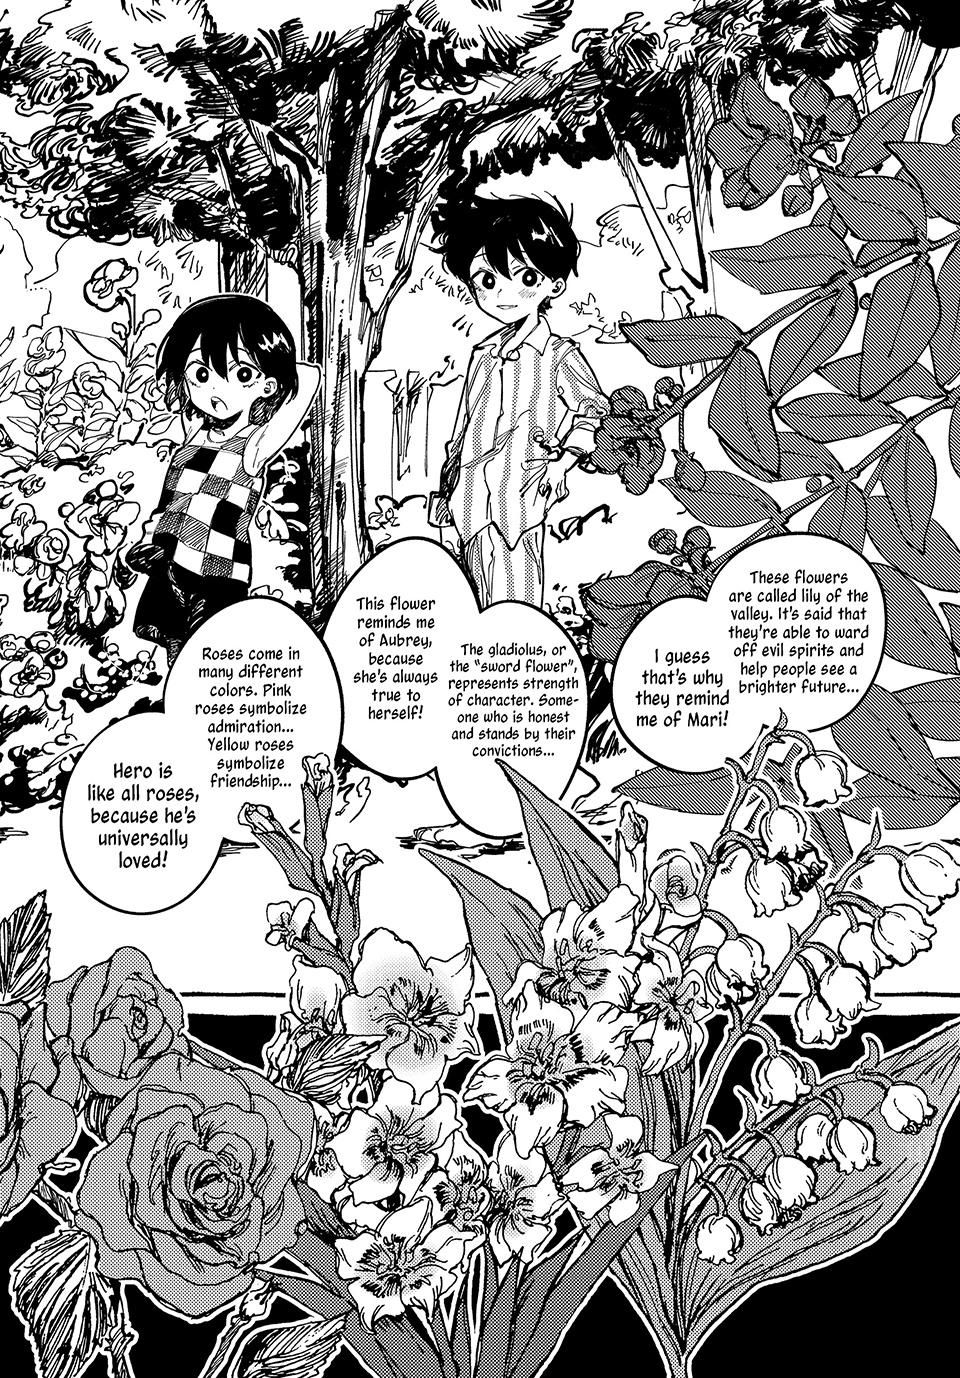 These flowers
are called lily of the
valley. It's said that
they're able to ward
off evil spirits and
help people see a
brighter future...
I guess
that's why
they remind
me of Mari!
The gladiolus, or
the "sword flower",
represents strength
of character. Some-
one who is honest
and stands by their
convictions...
This flower
reminds me
of Aubrey,
because
she's always
true to
herself!
Roses come in
many different
colors. Pink
roses symbolize
admiration...
Yellow roses
symbolize
friendship...
Hero is
like all roses,
because he's
universally
loved!